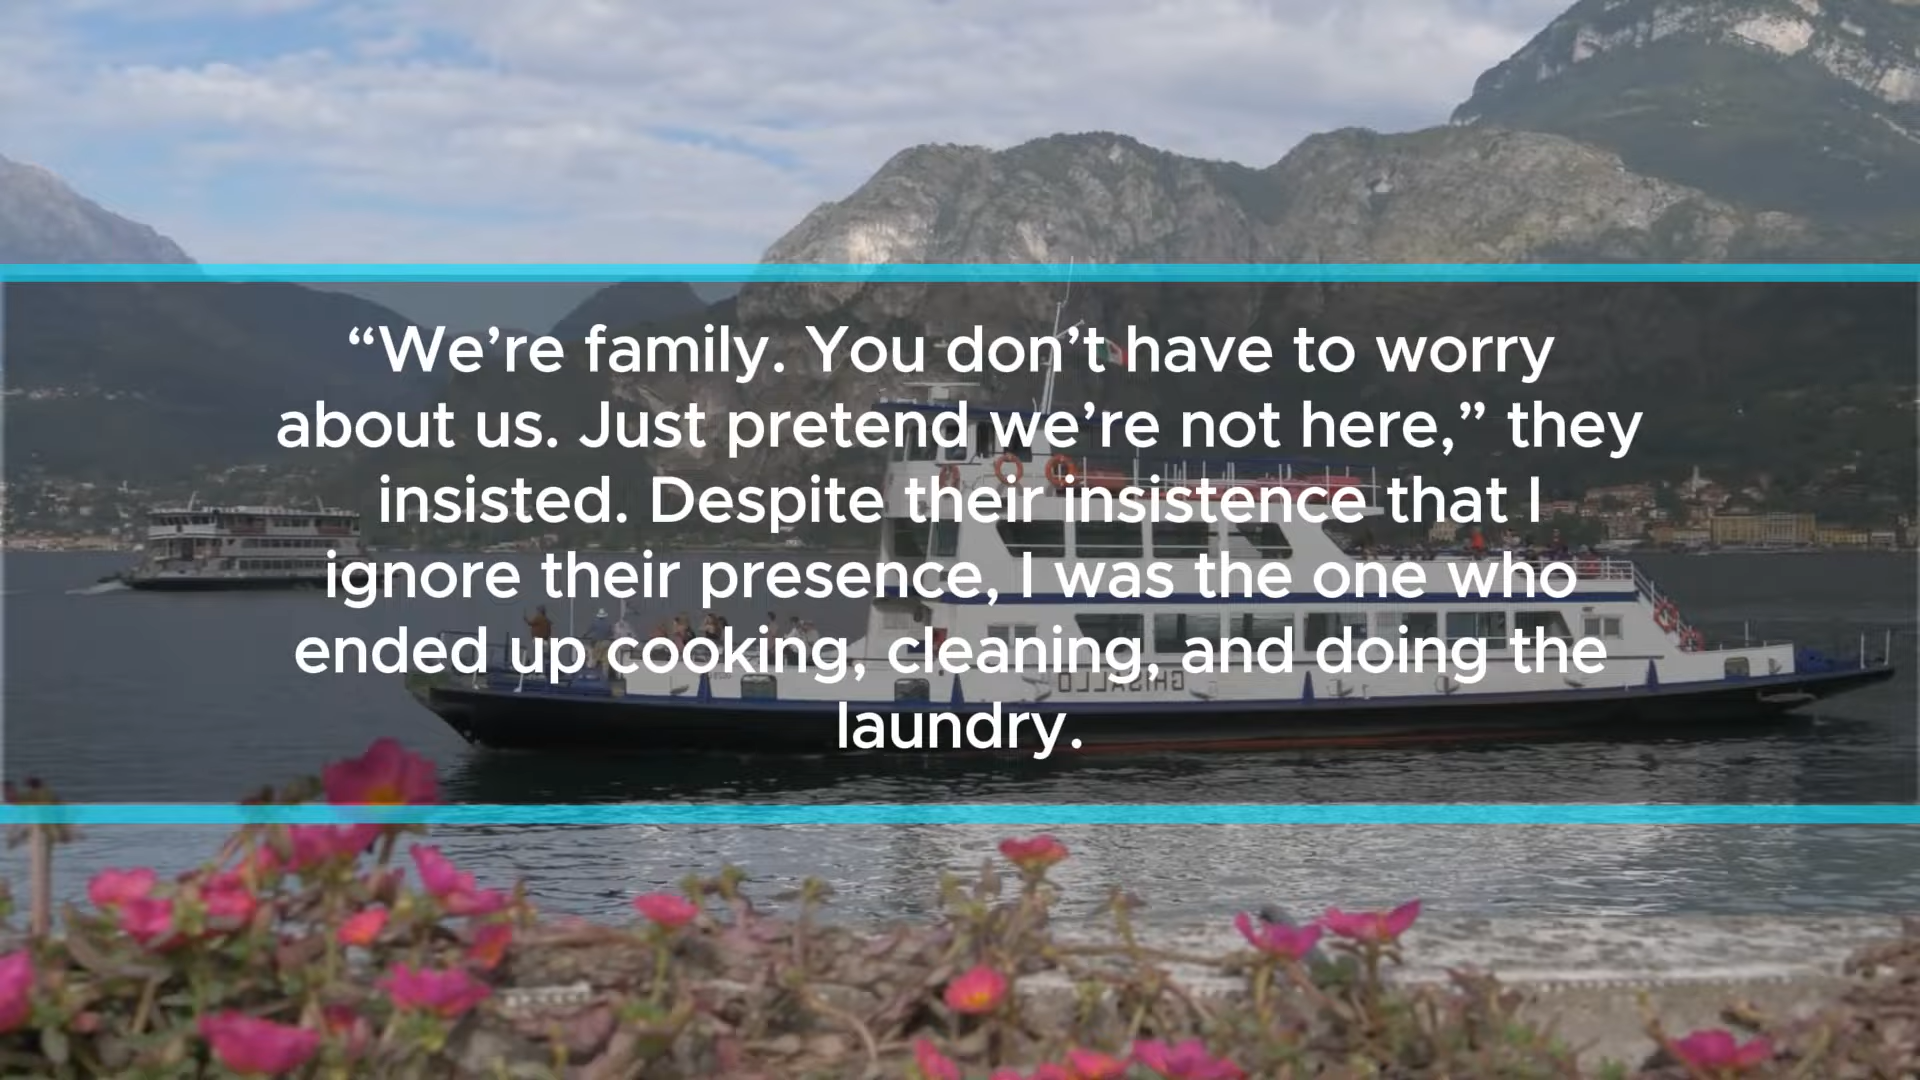 “We’re family. You don’t have to worry
about us. Just pretend we’re not here,” they
insisted. Despite their insistence that I
ignore their presence, I was the one who
ended up cooking, cleaning, and doing the
laundry.
GHISALLO